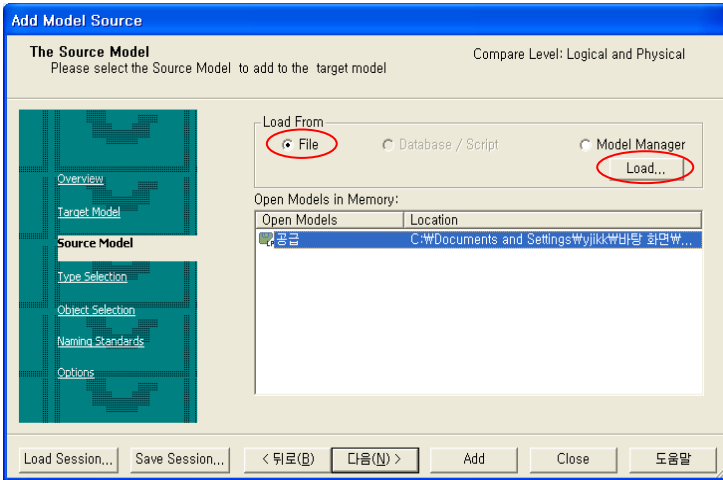 Add Model Source
The Source Model
Please select the Source Model to add to the target model
Compare Level: Logical and Physical
Load From
File
Database / Script
Model Manager
Load...
Overview
Target Model
Source Model
Type Selection
Object Selection
Naming Standards
Options
Open Models in Memory:
Open Models Location
공급 C:₩Documents and Settings₩yjikk₩바탕 화면₩...
Load Session... Save Session... < 뒤로(B) 다음(N) > Add Close 도움말